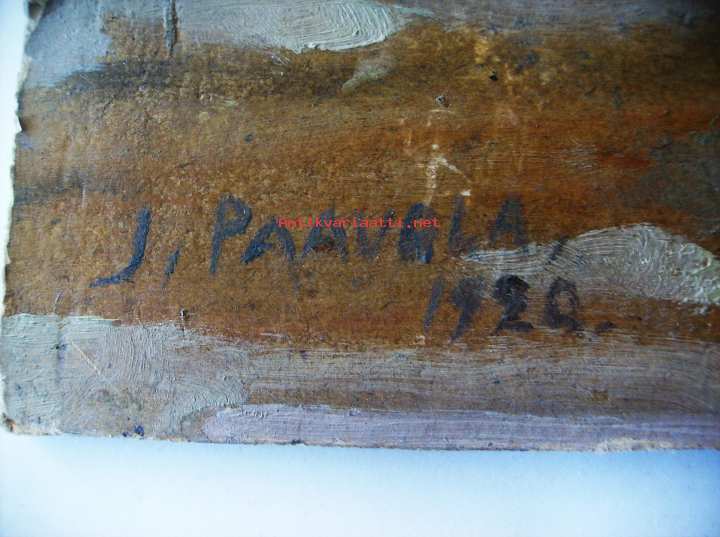 J. PAAVOLA.
Antikvariaatti.net
1920.